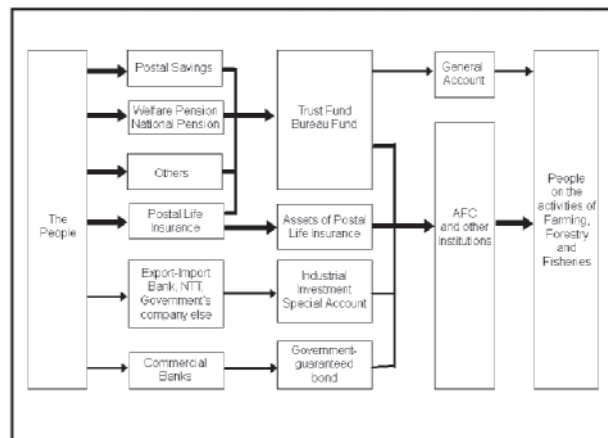 The
People
Postal Savings
Welfare Pension
National Pension
Others
Postal Life
Insurance
Export-Import
Bank, NTT,
Government's
company else
Commercial
Banks
Trust Fund
Bureau Fund
Assets of Postal
Life Insurance
Industrial
Investment
Special Account
Government-
guaranteed
bond
General
Account
AFC
and other
Institutions
People
on the
activities of
Farming,
Forestry
and
Fisheries